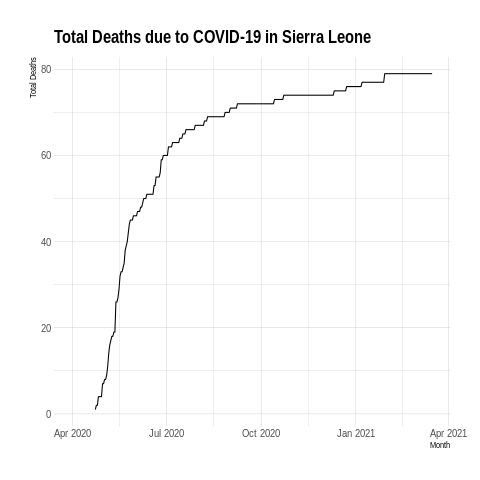 Total Deaths due to COVID-19 in Sierra Leone
Total Deaths
80
60
40
20
0
Apr 2020 Jul 2020 Oct 2020 Jan 2021 Apr 2021
Month